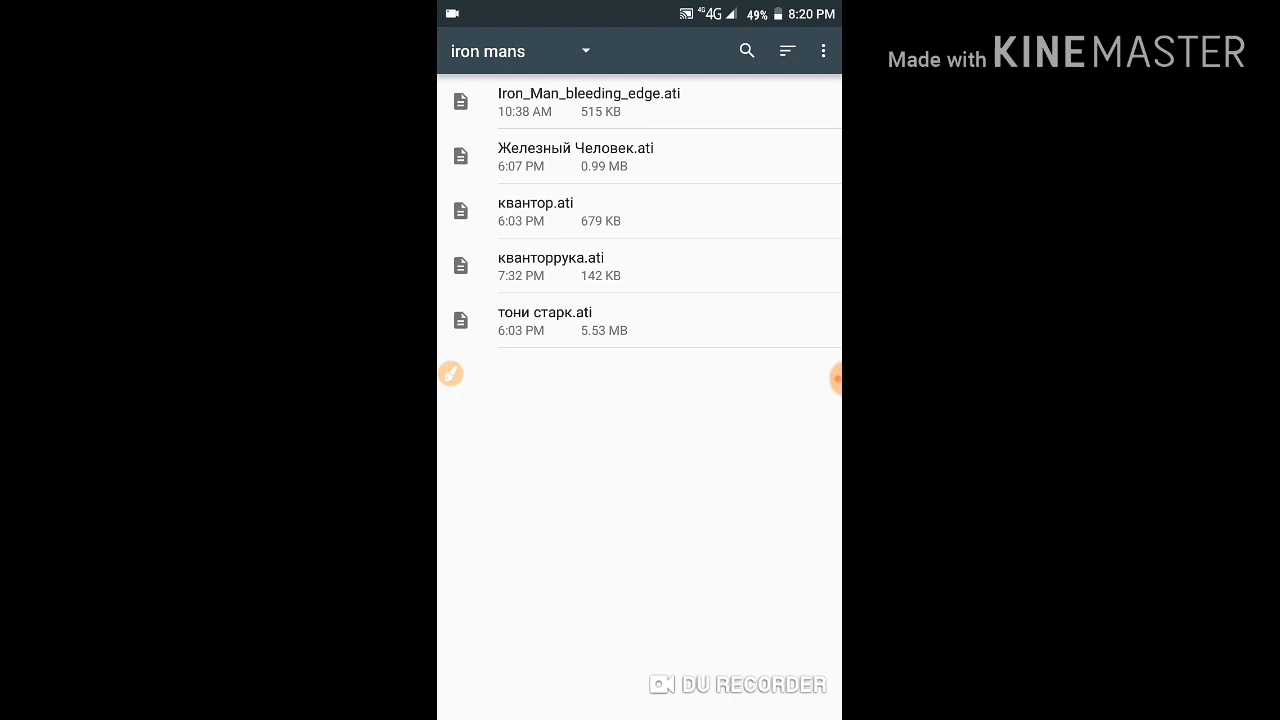 4G 4G 49% 8:20 PM
iron mans
Made with KINEMASTER
Iron_Man_bleeding_edge.ati
10:38 AM 515 KB
Железный Человек.ati
6:07 PM 0.99 MB
квантор.ati
6:03 PM 679 KB
кванторрука.ati
7:32 PM 142 KB
тони старк.ati
6:03 PM 5.53 MB
DU RECORDER